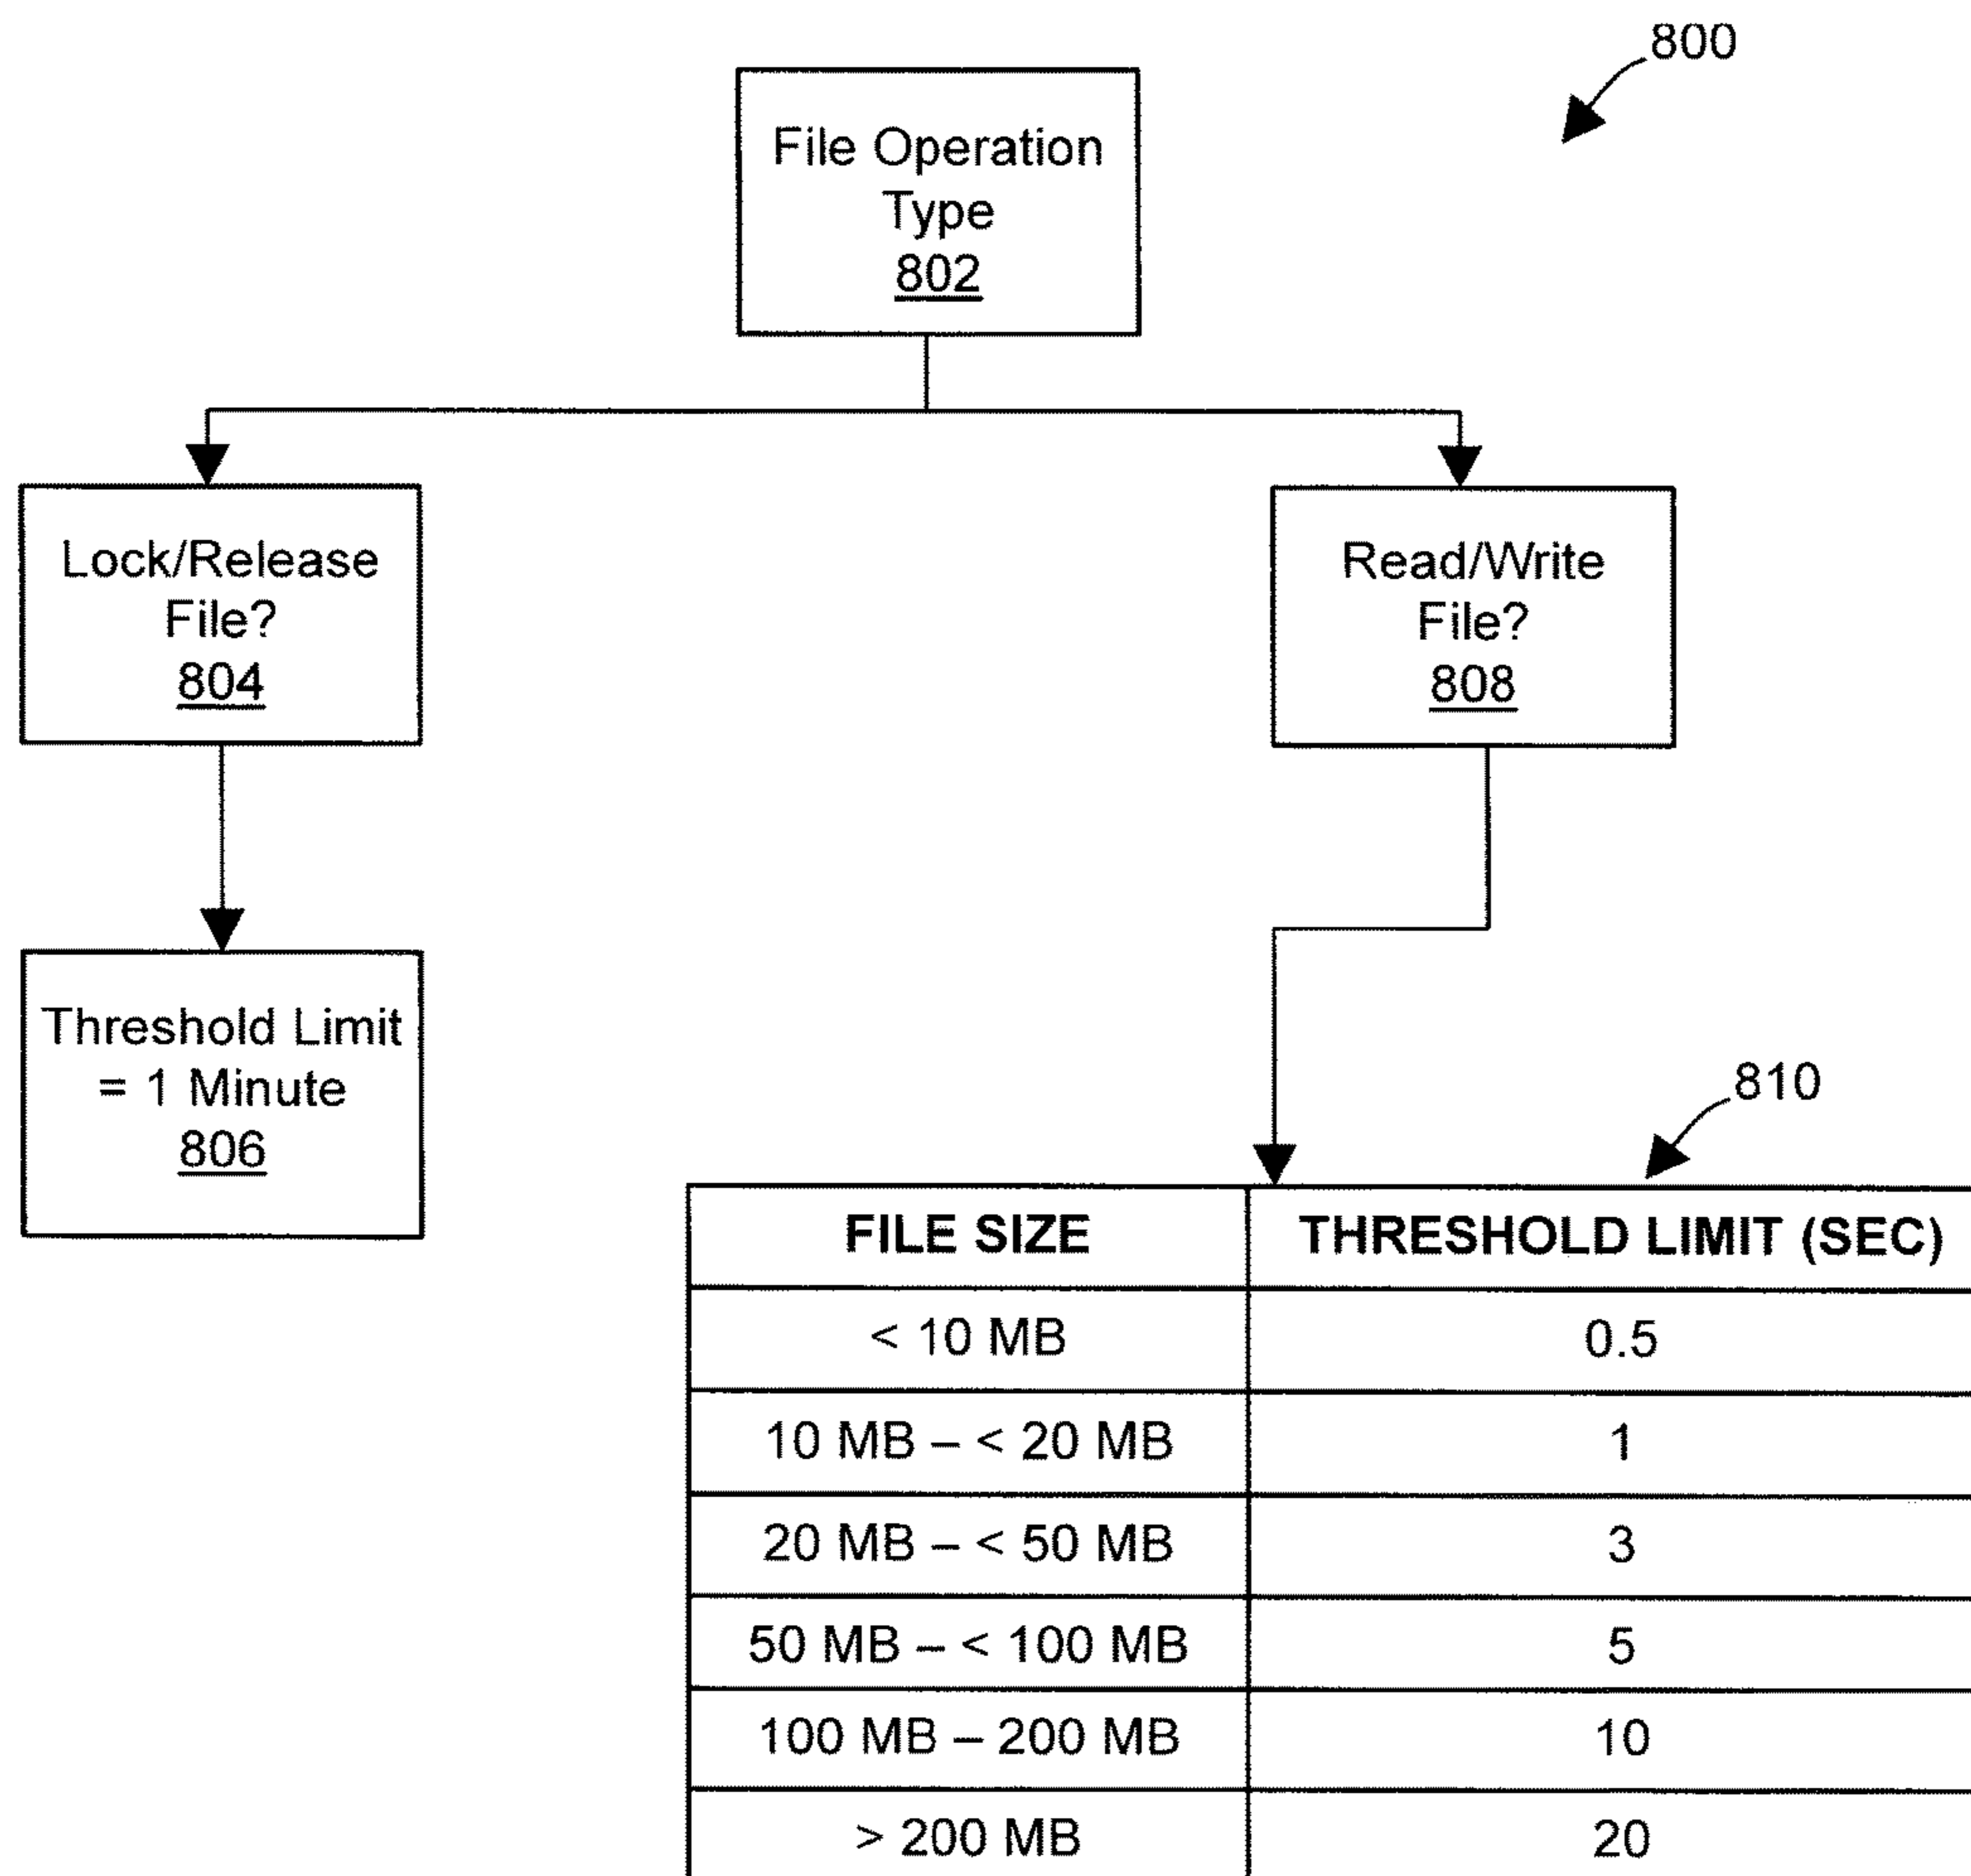 800
File Operation
Type
802
Lock/Release
File?
804
Read/Write
File?
808
Threshold Limit
= 1 Minute
806
810
FILE SIZE THRESHOLD LIMIT (SEC)
< 10 MB 0.5
10 MB – < 20 MB 1
20 MB – < 50 MB 3
50 MB – < 100 MB 5
100 MB – 200 MB 10
> 200 MB 20